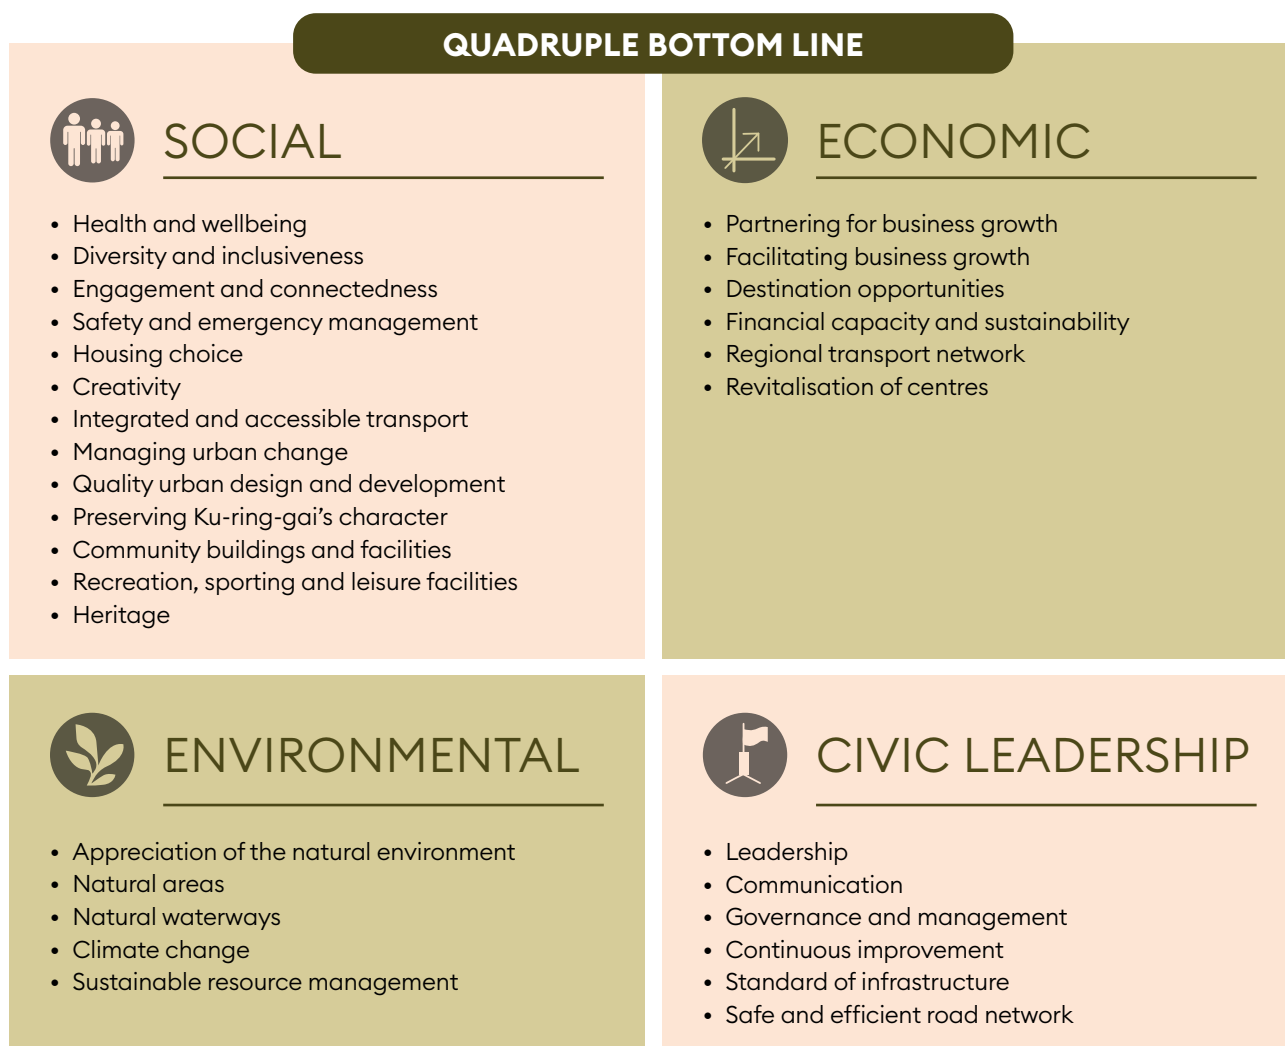 QUADRUPLE BOTTOM LINE
SOCIAL
• Health and wellbeing
• Diversity and inclusiveness
• Engagement and connectedness
• Safety and emergency management
• Housing choice
• Creativity
• Integrated and accessible transport
• Managing urban change
• Quality urban design and development
• Preserving Ku-ring-gai’s character
• Community buildings and facilities
• Recreation, sporting and leisure facilities
• Heritage
ECONOMIC
• Partnering for business growth
• Facilitating business growth
• Destination opportunities
• Financial capacity and sustainability
• Regional transport network
• Revitalisation of centres
ENVIRONMENTAL
• Appreciation of the natural environment
• Natural areas
• Natural waterways
• Climate change
• Sustainable resource management
CIVIC LEADERSHIP
• Leadership
• Communication
• Governance and management
• Continuous improvement
• Standard of infrastructure
• Safe and efficient road network